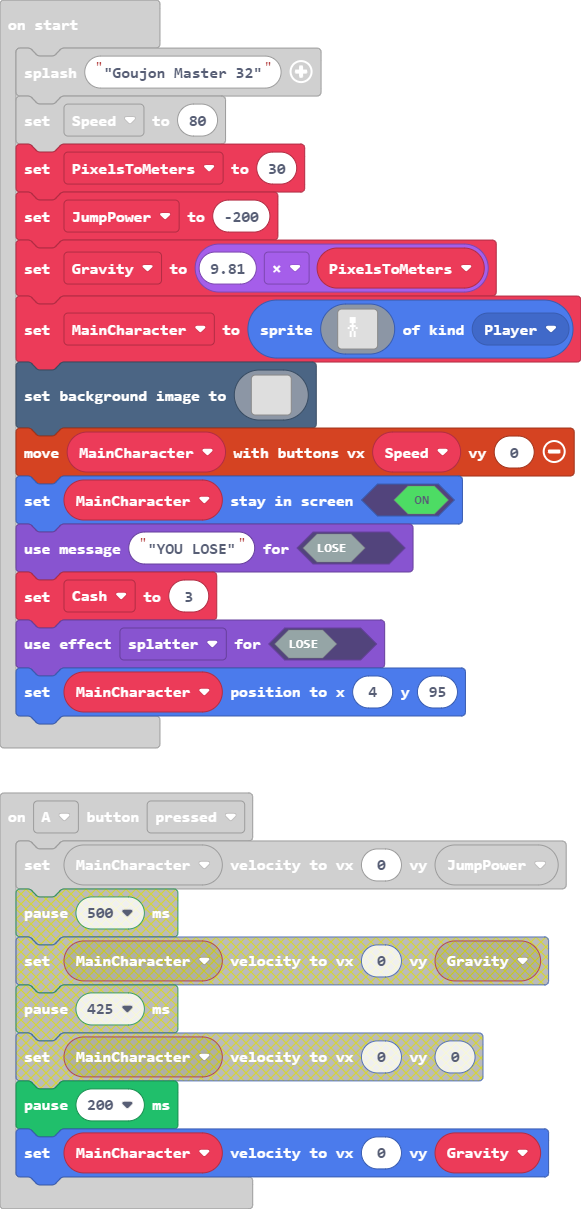 on start
splash ""Goujon Master 32""
set Speed to 80
set PixelsToMeters to 30
set JumpPower to -200
set Gravity to 9.81 × PixelsToMeters
set MainCharacter to sprite of kind Player
set background image to
move MainCharacter with buttons vx Speed vy 0
set MainCharacter stay in screen ON
use message ""YOU LOSE"" for LOSE
set Cash to 3
use effect splatter for LOSE
set MainCharacter position to x 4 y 95
on A button pressed
set MainCharacter velocity to vx 0 vy JumpPower
pause 500 ms
set MainCharacter velocity to vx 0 vy Gravity
pause 425 ms
set MainCharacter velocity to vx 0 vy 0
pause 200 ms
set MainCharacter velocity to vx 0 vy Gravity